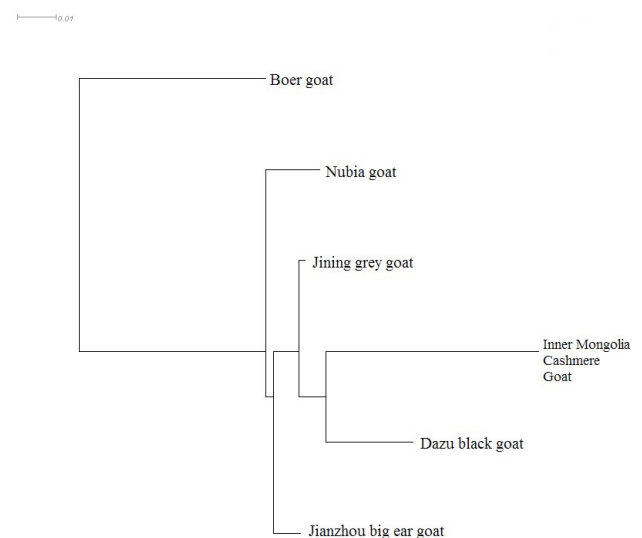 0.01
Boer goat
Nubia goat
Jining grey goat
Inner Mongolia
Cashmere
Goat
Dazu black goat
Jianzhou big ear goat